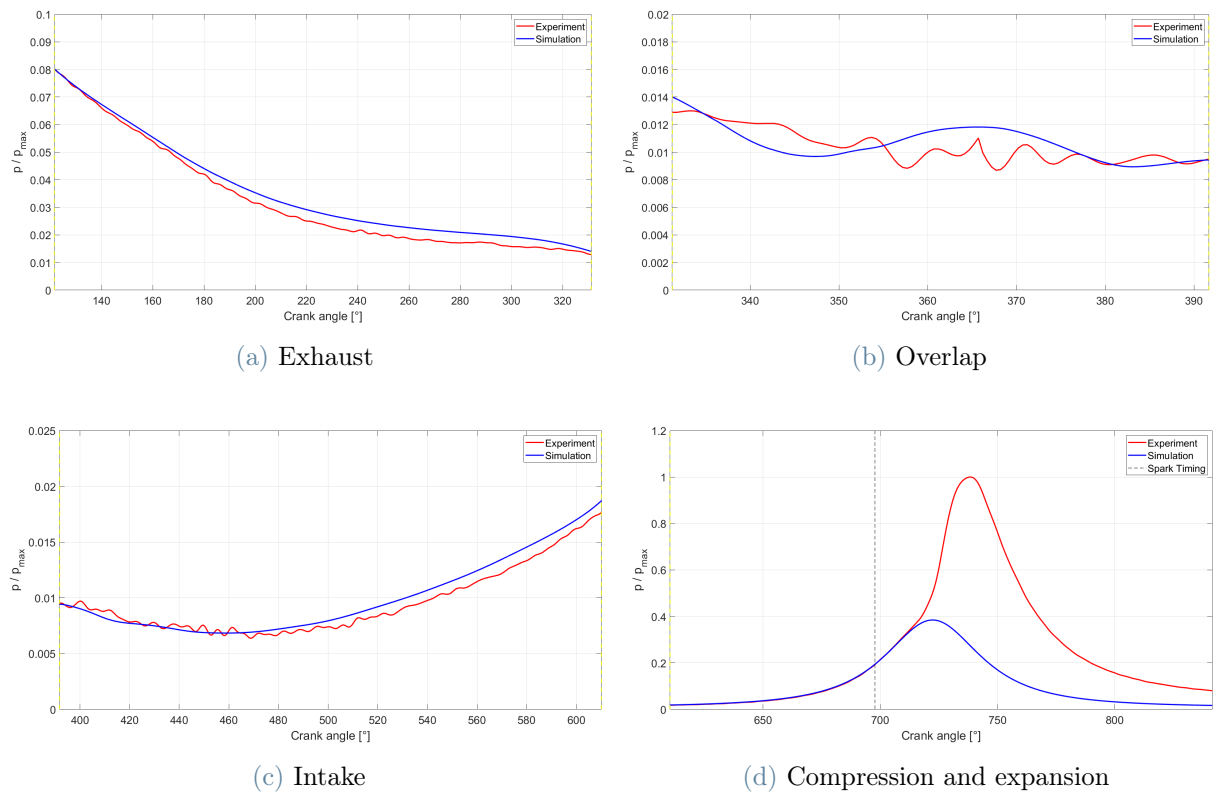 Experiment
Simulation
0.1
0.09
0.08
0.07
0.06
0.05
0.04
0.03
0.02
0.01
0
p / p_max
140 160 180 200 220 240 260 280 300 320
Crank angle [°]
(a) Exhaust
Experiment
Simulation
0.02
0.018
0.016
0.014
0.012
0.01
0.008
0.006
0.004
0.002
0
p / p_max
340 350 360 370 380 390
Crank angle [°]
(b) Overlap
Experiment
Simulation
0.025
0.02
0.015
0.01
0.005
0
p / p_max
400 420 440 460 480 500 520 540 560 580 600
Crank angle [°]
(c) Intake
Experiment
Simulation
Spark Timing
1.2
1
0.8
0.6
0.4
0.2
0
p / p_max
650 700 750 800
Crank angle [°]
(d) Compression and expansion